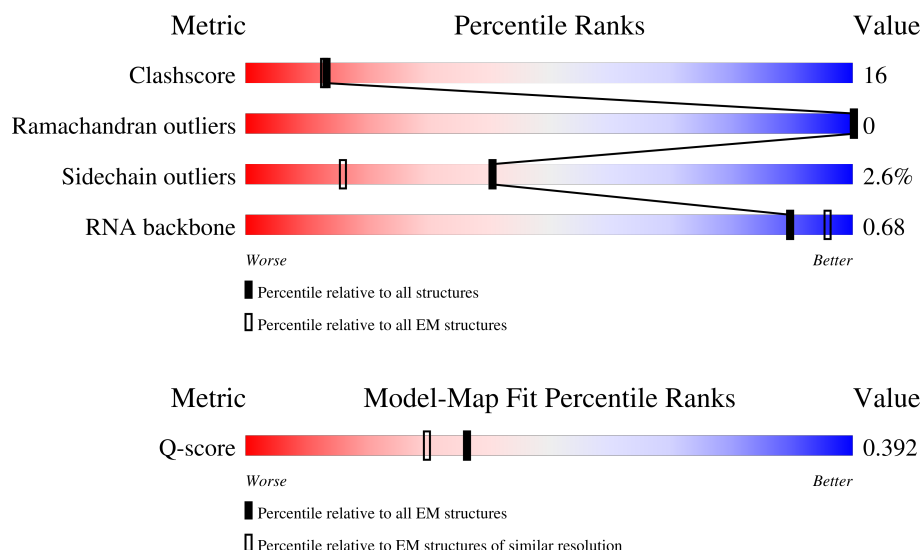 Metric Percentile Ranks Value
Clashscore 16
Ramachandran outliers 0
Sidechain outliers 2.6%
RNA backbone 0.68
Worse Better
Percentile relative to all structures
Percentile relative to all EM structures
Metric Model-Map Fit Percentile Ranks Value
Q-score 0.392
Worse Better
Percentile relative to all EM structures
Percentile relative to EM structures of similar resolution